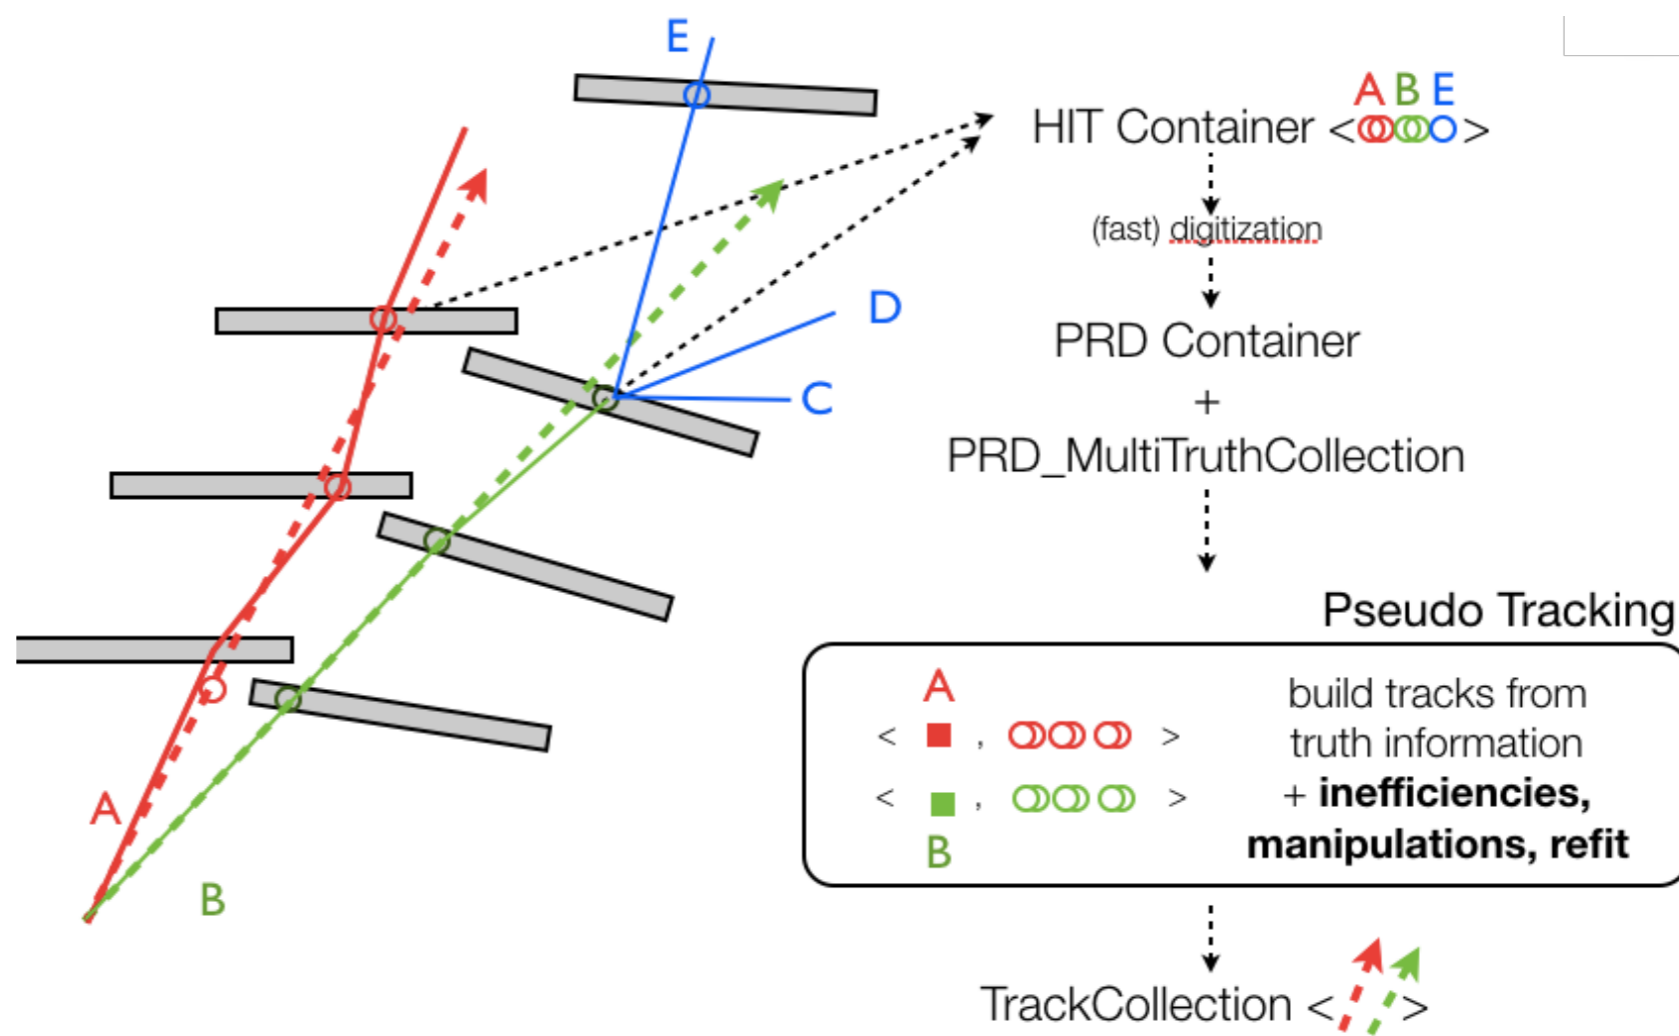 E
A B E
HIT Container < >
(fast) digitization
D
PRD Container
C
+
PRD_MultiTruthCollection
Pseudo Tracking
A
build tracks from
< , >
truth information
< , >
+ inefficiencies,
B
manipulations, refit
A
B
TrackCollection < >